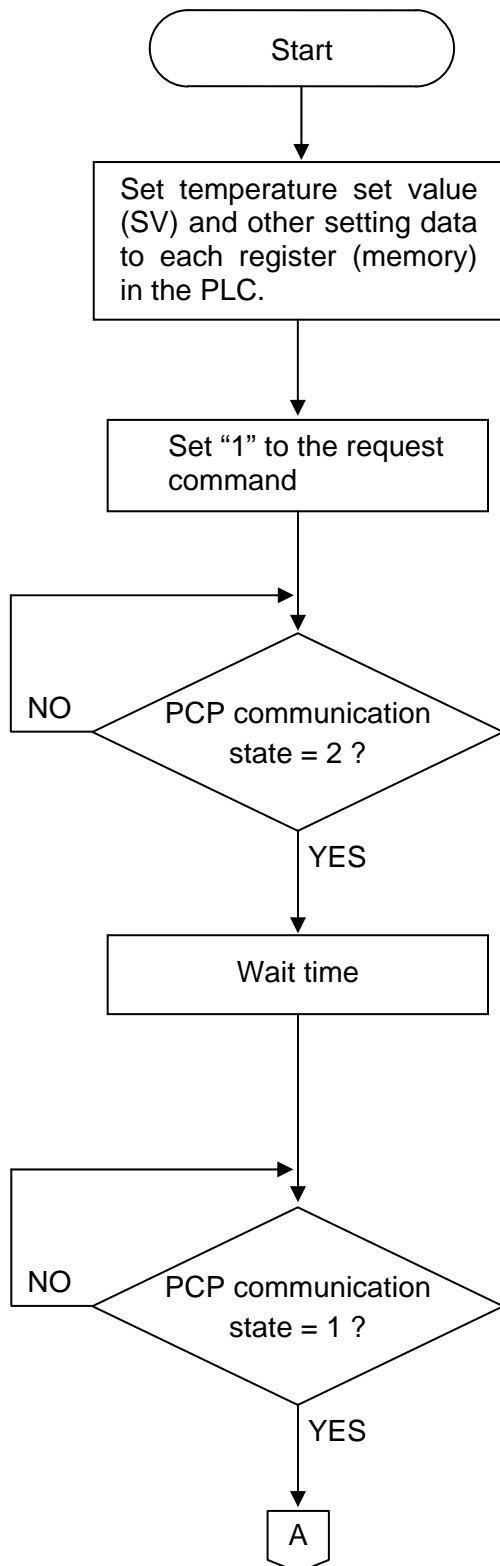 Start
Set temperature set value
(SV) and other setting data
to each register (memory)
in the PLC.
Set “1” to the request
command
NO
PCP communication
state = 2 ?
YES
Wait time
NO
PCP communication
state = 1 ?
YES
A